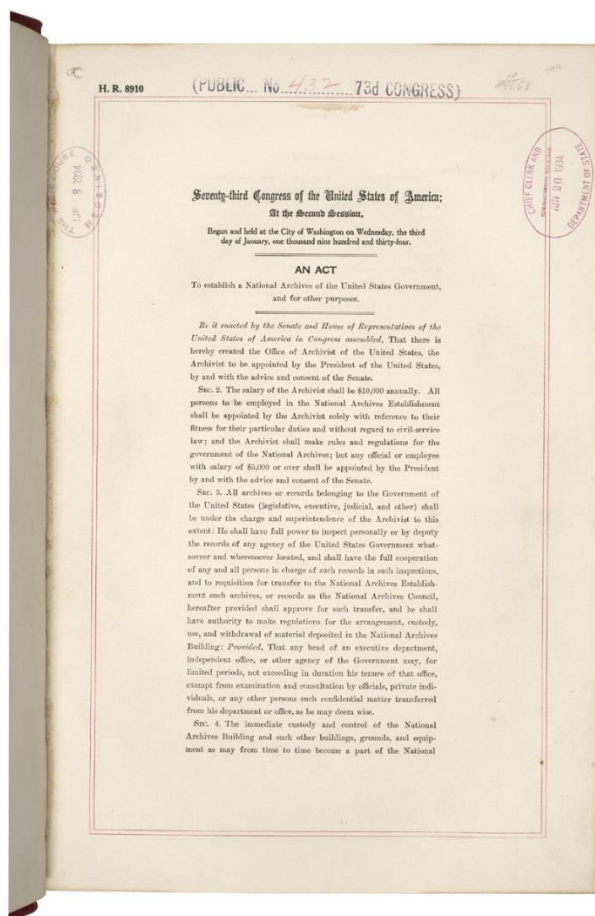 H. R. 8910
(PUBLIC... No. 432 73d CONGRESS)
THE WHITE HOUSE
JUN 8 1934
RECEIVED
CHIEF CLERK AND
JUN 20 1934
DEPARTMENT OF STATE
Seventy-third Congress of the United States of America;
At the Second Session,
Begun and held at the City of Washington on Wednesday, the third
day of January, one thousand nine hundred and thirty-four.
AN ACT
To establish a National Archives of the United States Government,
and for other purposes.
Be it enacted by the Senate and House of Representatives of the
United States of America in Congress assembled, That there is
hereby created the Office of Archivist of the United States, the
Archivist to be appointed by the President of the United States,
by and with the advice and consent of the Senate.
SEC. 2. The salary of the Archivist shall be $10,000 annually. All
persons to be employed in the National Archives Establishment
shall be appointed by the Archivist solely with reference to their
fitness for their particular duties and without regard to civil-service
law; and the Archivist shall make rules and regulations for the
government of the National Archives; but any official or employee
with salary of $5,000 or over shall be appointed by the President
by and with the advice and consent of the Senate.
SEC. 3. All archives or records belonging to the Government of
the United States (legislative, executive, judicial, and other) shall
be under the charge and superintendence of the Archivist to this
extent: He shall have full power to inspect personally or by deputy
the records of any agency of the United States Government what-
soever and wheresoever located, and shall have the full cooperation
of any and all persons in charge of such records in such inspections,
and to requisition for transfer to the National Archives Establish-
ment such archives, or records as the National Archives Council,
hereafter provided shall approve for such transfer, and he shall
have authority to make regulations for the arrangement, custody,
use, and withdrawal of material deposited in the National Archives
Building: Provided, That any head of an executive department,
independent office, or other agency of the Government may, for
limited periods, not exceeding in duration his tenure of that office,
exempt from examination and consultation by officials, private indi-
viduals, or any other persons such confidential matter transferred
from his department or office, as he may deem wise.
SEC. 4. The immediate custody and control of the National
Archives Building and such other buildings, grounds, and equip-
ment as may from time to time become a part of the National